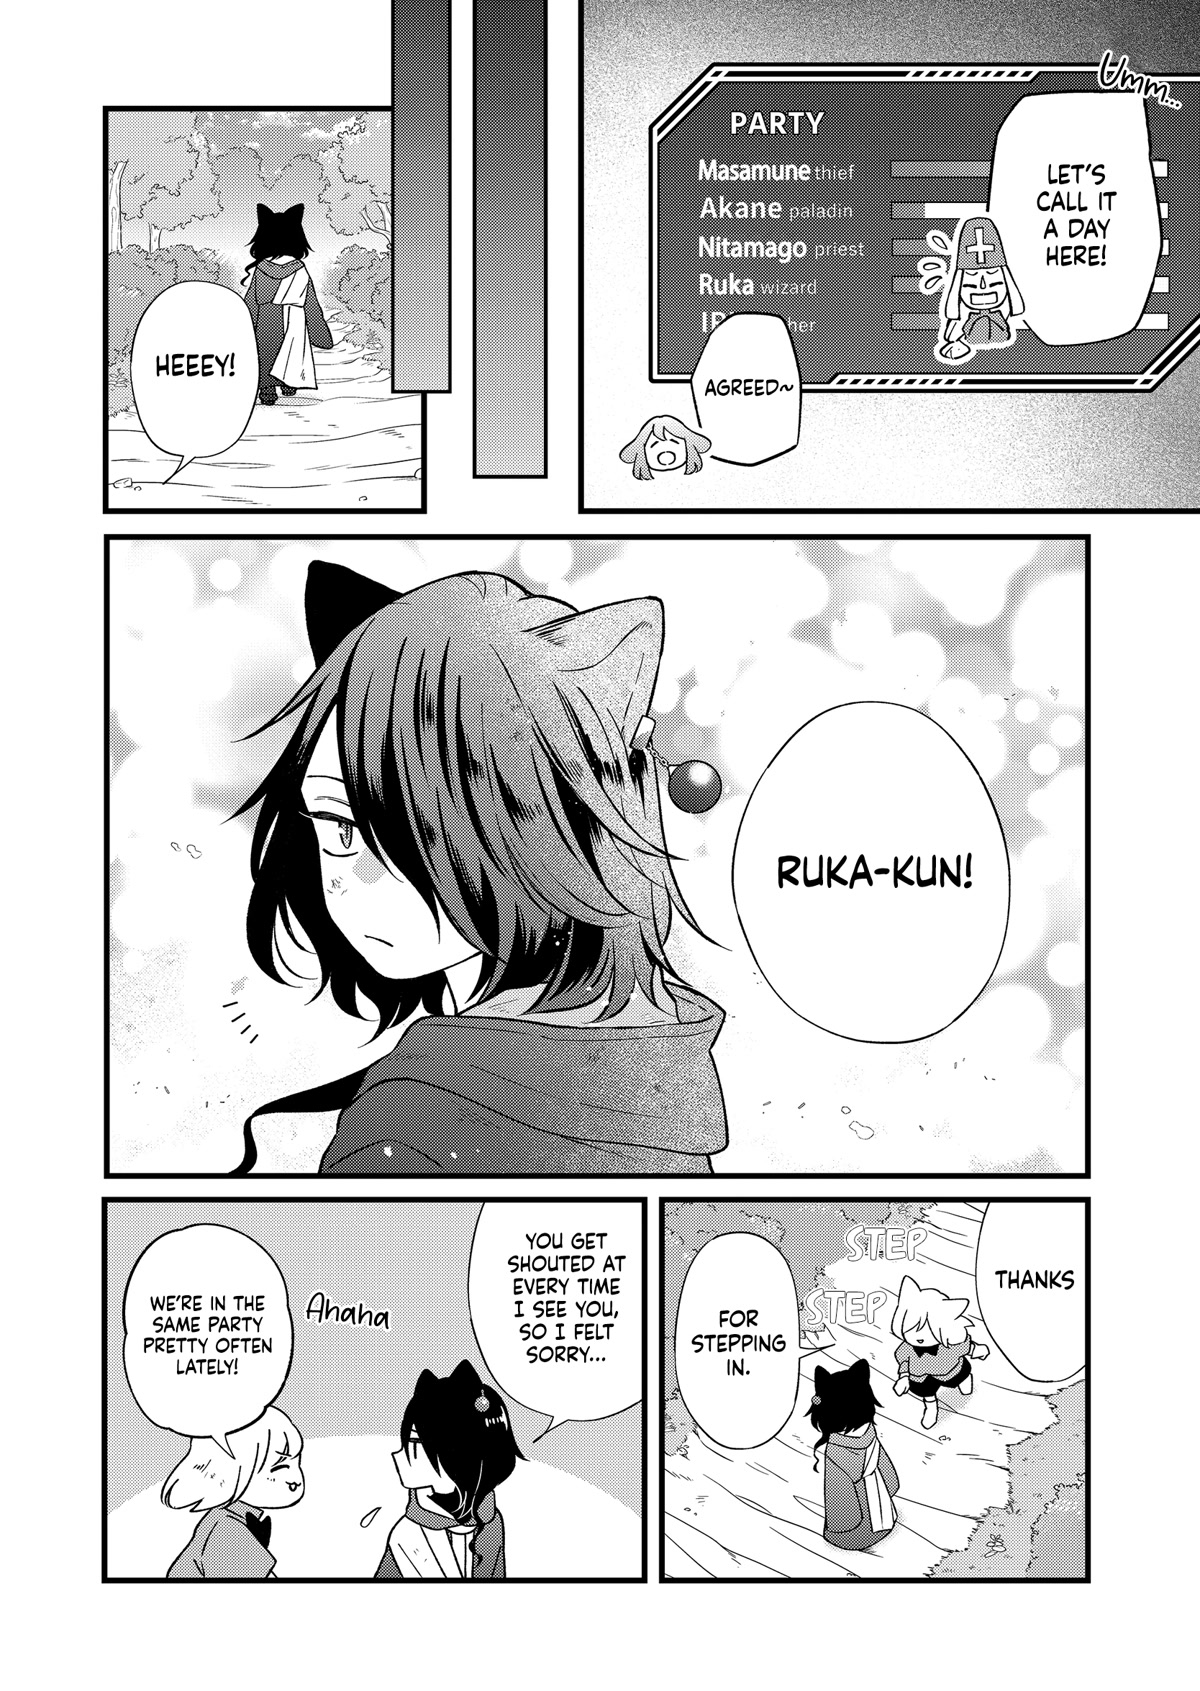 Umm...
LET'S
CALL IT
A DAY
HERE!
PARTY
Masamune thief
Akane paladin
Nitamago priest
Ruka wizard
AGREED~
HEEEY!
RUKA-KUN!
THANKS
STEP
STEP
FOR
STEPPING
IN.
YOU GET
SHOUTED AT
EVERY TIME
I SEE YOU,
SO I FELT
SORRY...
Ahaha
WE'RE IN THE
SAME PARTY
PRETTY OFTEN
LATELY!